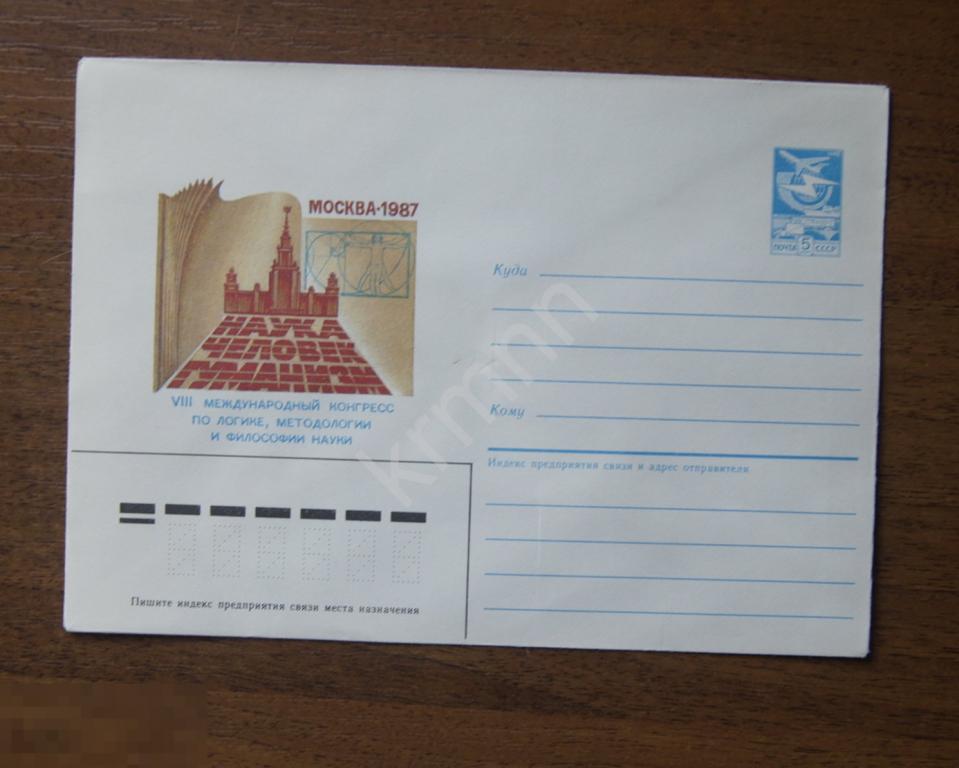 МОСКВА·1987
НАУКА
ЧЕЛОВЕК
ГУМАНИЗМ
VIII МЕЖДУНАРОДНЫЙ КОНГРЕСС
ПО ЛОГИКЕ, МЕТОДОЛОГИИ
И ФИЛОСОФИИ НАУКИ
ПОЧТА 5 СССР
Куда
Кому
Индекс предприятия связи и адрес отправителя
Пишите индекс предприятия связи места назначения
krminn